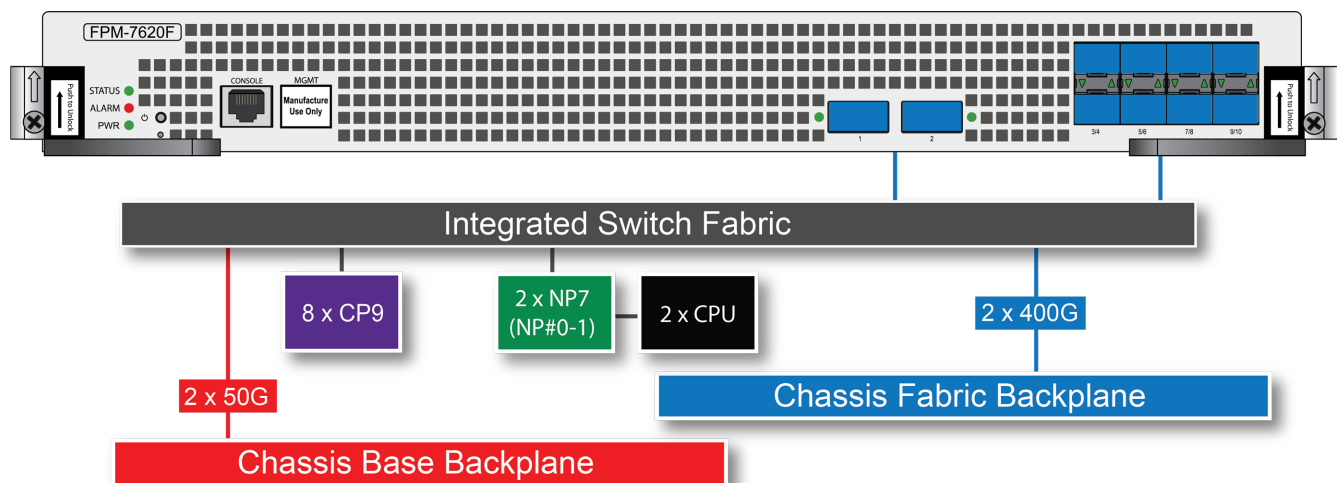 FPM-7620F
Push to Unlock
STATUS
ALARM
PWR
CONSOLE
MGMT
Manufacture
Use Only
1
2
3/4
5/6
7/8
9/10
Push to Unlock
Integrated Switch Fabric
8 x CP9
2 x NP7
(NP#0-1)
2 x CPU
2 x 400G
2 x 50G
Chassis Fabric Backplane
Chassis Base Backplane